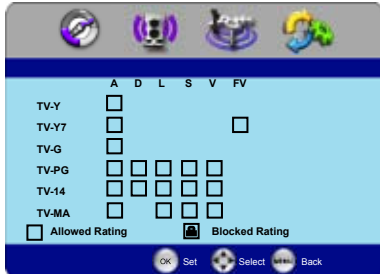 A D L S V FV
TV-Y
TV-Y7
TV-G
TV-PG
TV-14
TV-MA
Allowed Rating Blocked Rating
OK Set Select MENU Back